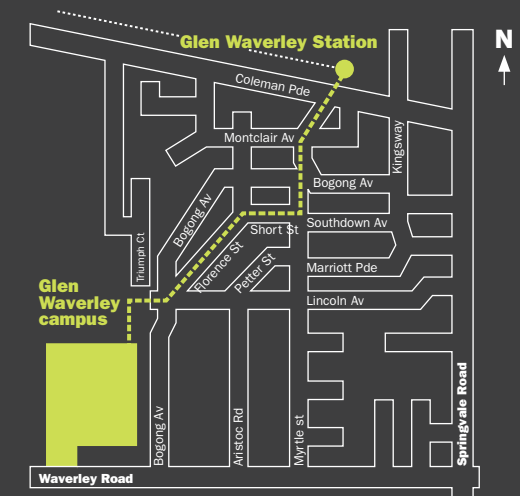 Glen Waverley Station
N
Coleman Pde
Montclair Av
Kingsway
Bogong Av
Bogong Av
Short St
Southdown Av
Triumph Ct
Florence St
Petter St
Marriott Pde
Glen
Waverley
campus
Lincoln Av
Bogong Av
Aristoc Rd
Myrtle st
Springvale Road
Waverley Road